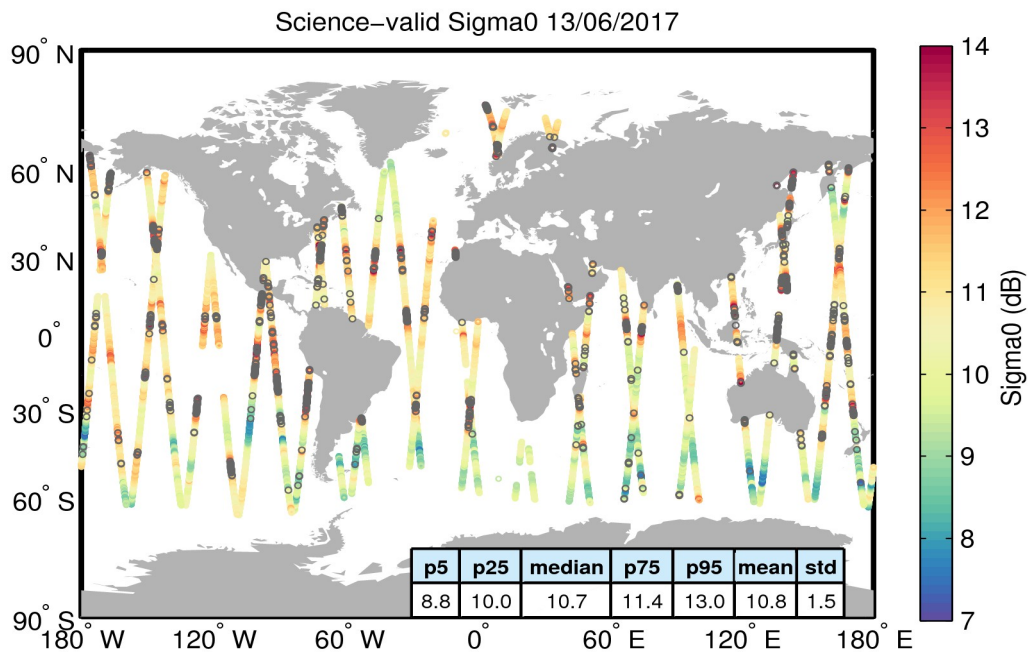 Science−valid Sigma0 13/06/2017
90° N
60° N
30° N
0°
30° S
60° S
90° S
180° W
120° W
60° W
0°
60° E
120° E
180° E
p5 p25 median p75 p95 mean std
8.8 10.0 10.7 11.4 13.0 10.8 1.5
14
13
12
11
10
9
8
7
Sigma0 (dB)